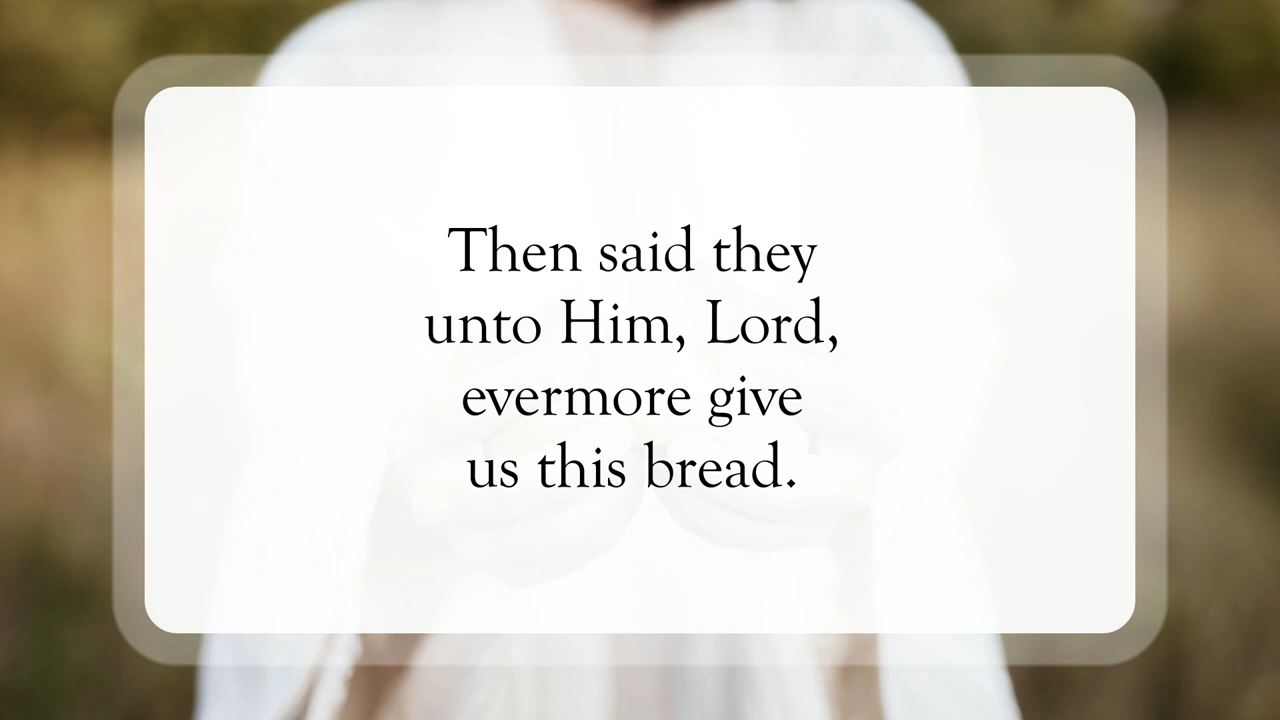 Then said they
unto Him, Lord,
evermore give
us this bread.